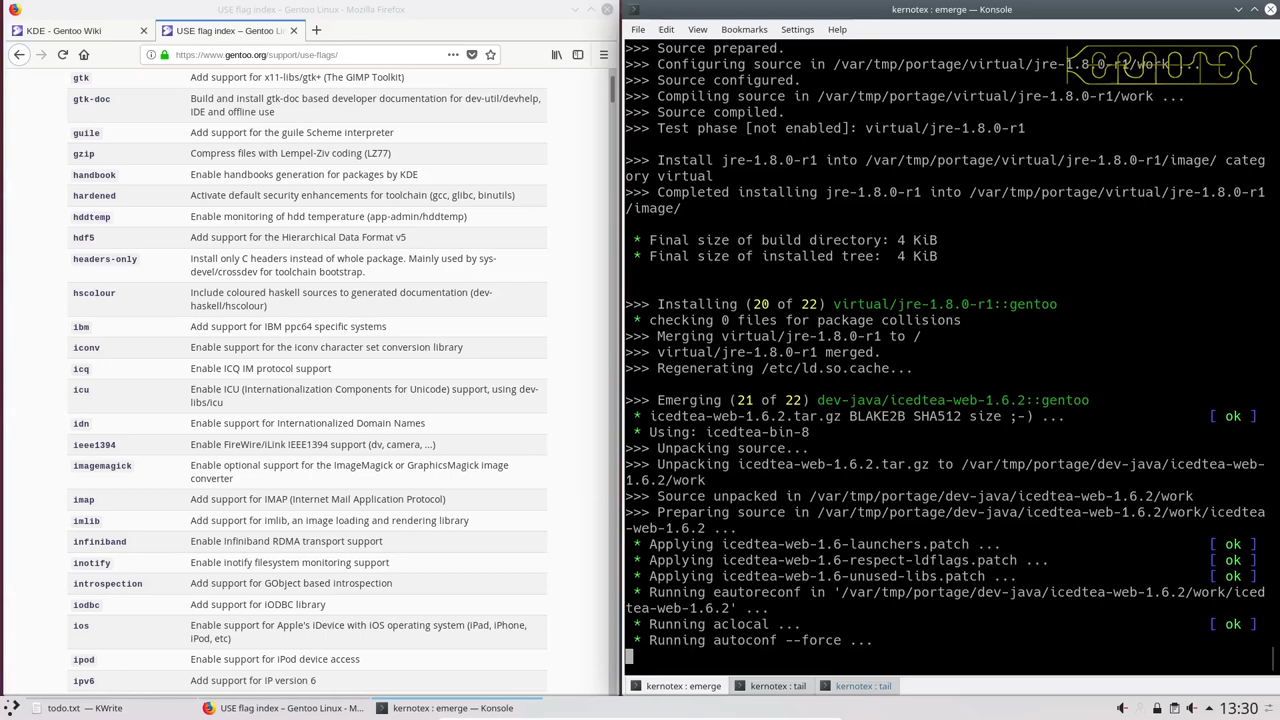 USE flag index – Gentoo Linux - Mozilla Firefox
KDE - Gentoo Wiki
USE flag index – Gentoo Li
https://www.gentoo.org/support/use-flags/
gtk Add support for x11-libs/gtk+ (The GIMP Toolkit)
gtk-doc Build and install gtk-doc based developer documentation for dev-util/devhelp,
IDE and offline use
guile Add support for the guile Scheme interpreter
gzip Compress files with Lempel-Ziv coding (LZ77)
handbook Enable handbooks generation for packages by KDE
hardened Activate default security enhancements for toolchain (gcc, glibc, binutils)
hddtemp Enable monitoring of hdd temperature (app-admin/hddtemp)
hdf5 Add support for the Hierarchical Data Format v5
headers-only Install only C headers instead of whole package. Mainly used by sys-
devel/crossdev for toolchain bootstrap.
hscolour Include coloured haskell sources to generated documentation (dev-
haskell/hscolour)
ibm Add support for IBM ppc64 specific systems
iconv Enable support for the iconv character set conversion library
icq Enable ICQ IM protocol support
icu Enable ICU (Internationalization Components for Unicode) support, using dev-
libs/icu
idn Enable support for Internationalized Domain Names
ieee1394 Enable FireWire/iLink IEEE1394 support (dv, camera, ...)
imagemagick Enable optional support for the ImageMagick or GraphicsMagick image
converter
imap Add support for IMAP (Internet Mail Application Protocol)
imlib Add support for imlib, an image loading and rendering library
infiniband Enable Infiniband RDMA transport support
inotify Enable inotify filesystem monitoring support
introspection Add support for GObject based introspection
iodbc Add support for iODBC library
ios Enable support for Apple's iDevice with iOS operating system (iPad, iPhone,
iPod, etc)
ipod Enable support for iPod device access
ipv6 Add support for IP version 6
kernotex : emerge — Konsole
File Edit View Bookmarks Settings Help
KERNOTEX
>>> Source prepared.
>>> Configuring source in /var/tmp/portage/virtual/jre-1.8.0-r1/work ...
>>> Source configured.
>>> Compiling source in /var/tmp/portage/virtual/jre-1.8.0-r1/work ...
>>> Source compiled.
>>> Test phase [not enabled]: virtual/jre-1.8.0-r1
>>> Install jre-1.8.0-r1 into /var/tmp/portage/virtual/jre-1.8.0-r1/image/ categ
ory virtual
>>> Completed installing jre-1.8.0-r1 into /var/tmp/portage/virtual/jre-1.8.0-r1
/image/
* Final size of build directory: 4 KiB
* Final size of installed tree:  4 KiB
>>> Installing (20 of 22) virtual/jre-1.8.0-r1::gentoo
* checking 0 files for package collisions
>>> Merging virtual/jre-1.8.0-r1 to /
>>> virtual/jre-1.8.0-r1 merged.
>>> Regenerating /etc/ld.so.cache...
>>> Emerging (21 of 22) dev-java/icedtea-web-1.6.2::gentoo
* icedtea-web-1.6.2.tar.gz BLAKE2B SHA512 size ;-) ... [ ok ]
* Using: icedtea-bin-8
>>> Unpacking source...
>>> Unpacking icedtea-web-1.6.2.tar.gz to /var/tmp/portage/dev-java/icedtea-web-
1.6.2/work
>>> Source unpacked in /var/tmp/portage/dev-java/icedtea-web-1.6.2/work
>>> Preparing source in /var/tmp/portage/dev-java/icedtea-web-1.6.2/work/icedtea
-web-1.6.2 ...
* Applying icedtea-web-1.6-launchers.patch ... [ ok ]
* Applying icedtea-web-1.6-respect-ldflags.patch ... [ ok ]
* Applying icedtea-web-1.6-unused-libs.patch ... [ ok ]
* Running eautoreconf in '/var/tmp/portage/dev-java/icedtea-web-1.6.2/work/iced
tea-web-1.6.2' ...
* Running aclocal ... [ ok ]
* Running autoconf --force ...
kernotex : emerge
kernotex : tail
kernotex : tail
todo.txt — KWrite
USE flag index – Gentoo Linux - M...
kernotex : emerge — Konsole
13:30